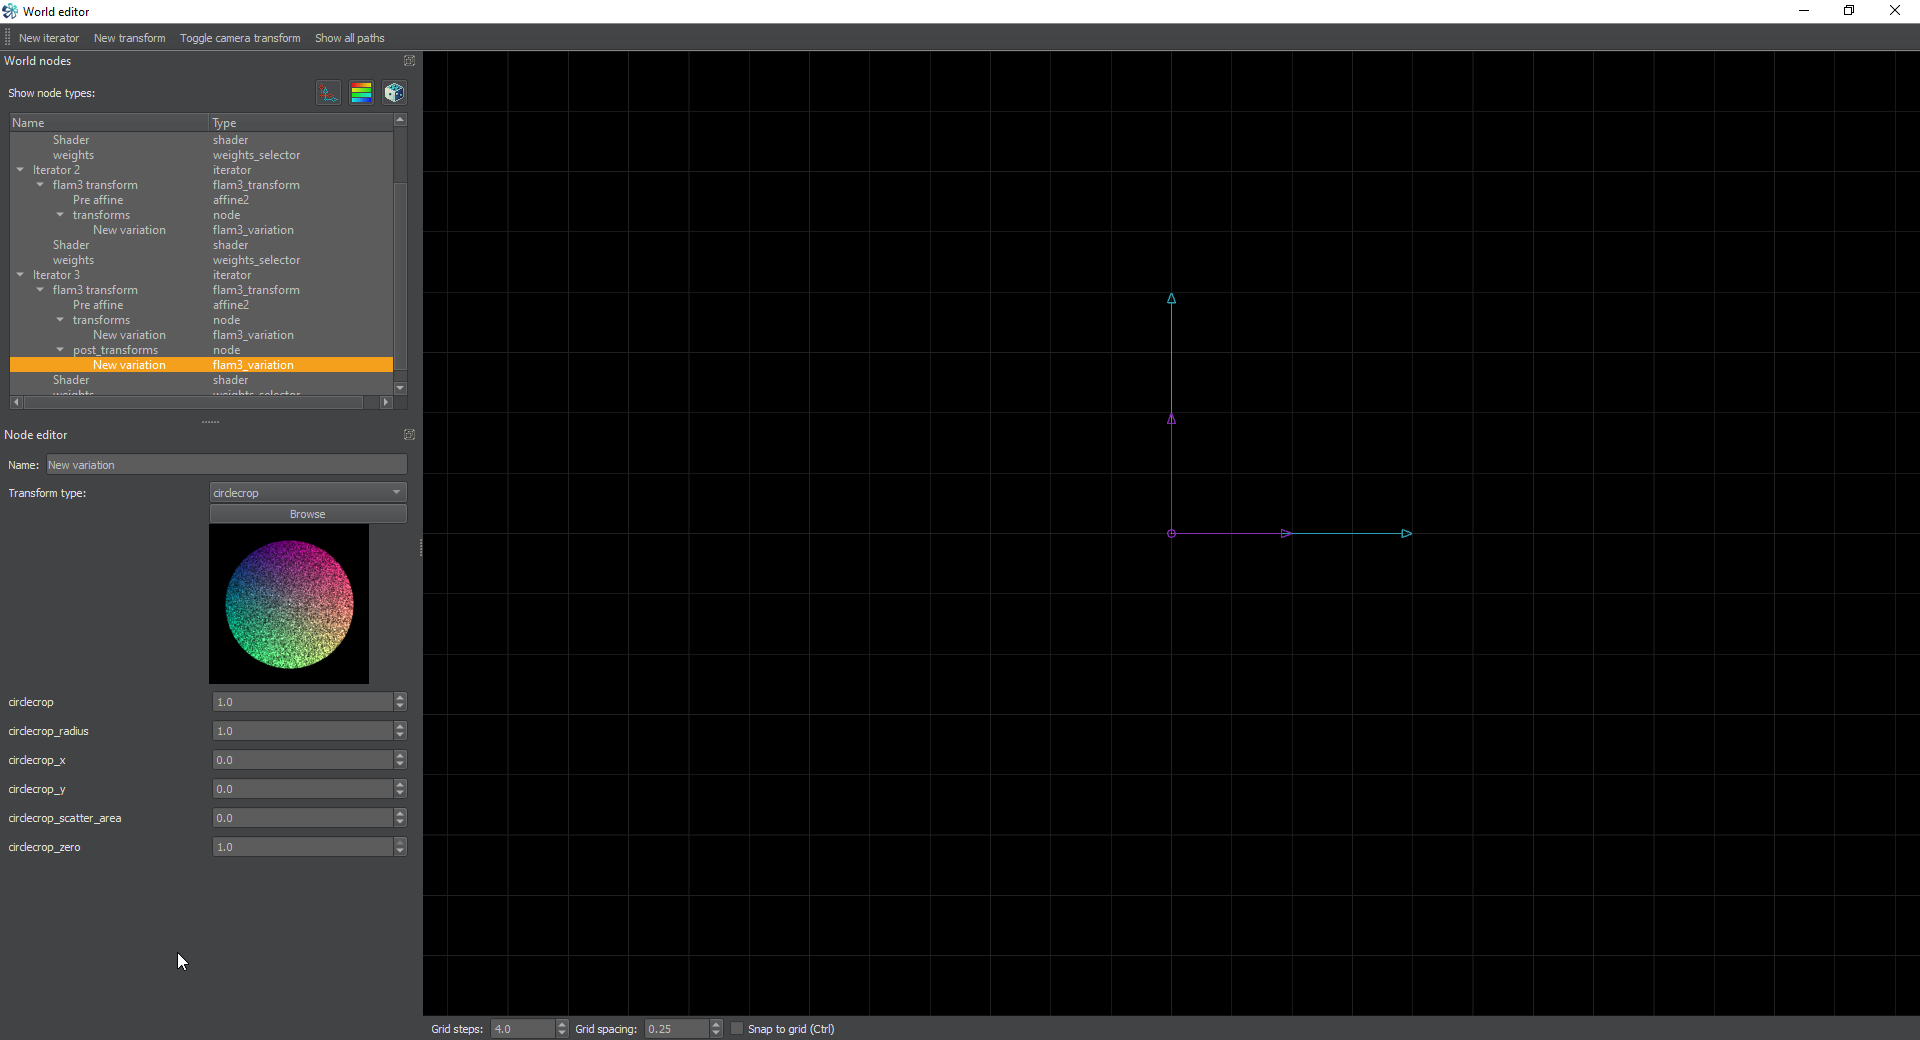 World editor
New iterator New transform Toggle camera transform Show all paths
World nodes
Show node types:
Name Type
Shader shader
weights weights_selector
Iterator 2 iterator
flam3 transform flam3_transform
Pre affine affine2
transforms node
New variation flam3_variation
Shader shader
weights weights_selector
Iterator 3 iterator
flam3 transform flam3_transform
Pre affine affine2
transforms node
New variation flam3_variation
post_transforms node
New variation flam3_variation
Shader shader
weights weights_selector
Node editor
Name: New variation
Transform type: circlecrop
Browse
circlecrop 1.0
circlecrop_radius 1.0
circlecrop_x 0.0
circlecrop_y 0.0
circlecrop_scatter_area 0.0
circlecrop_zero 1.0
Grid steps: 4.0 Grid spacing: 0.25 Snap to grid (Ctrl)